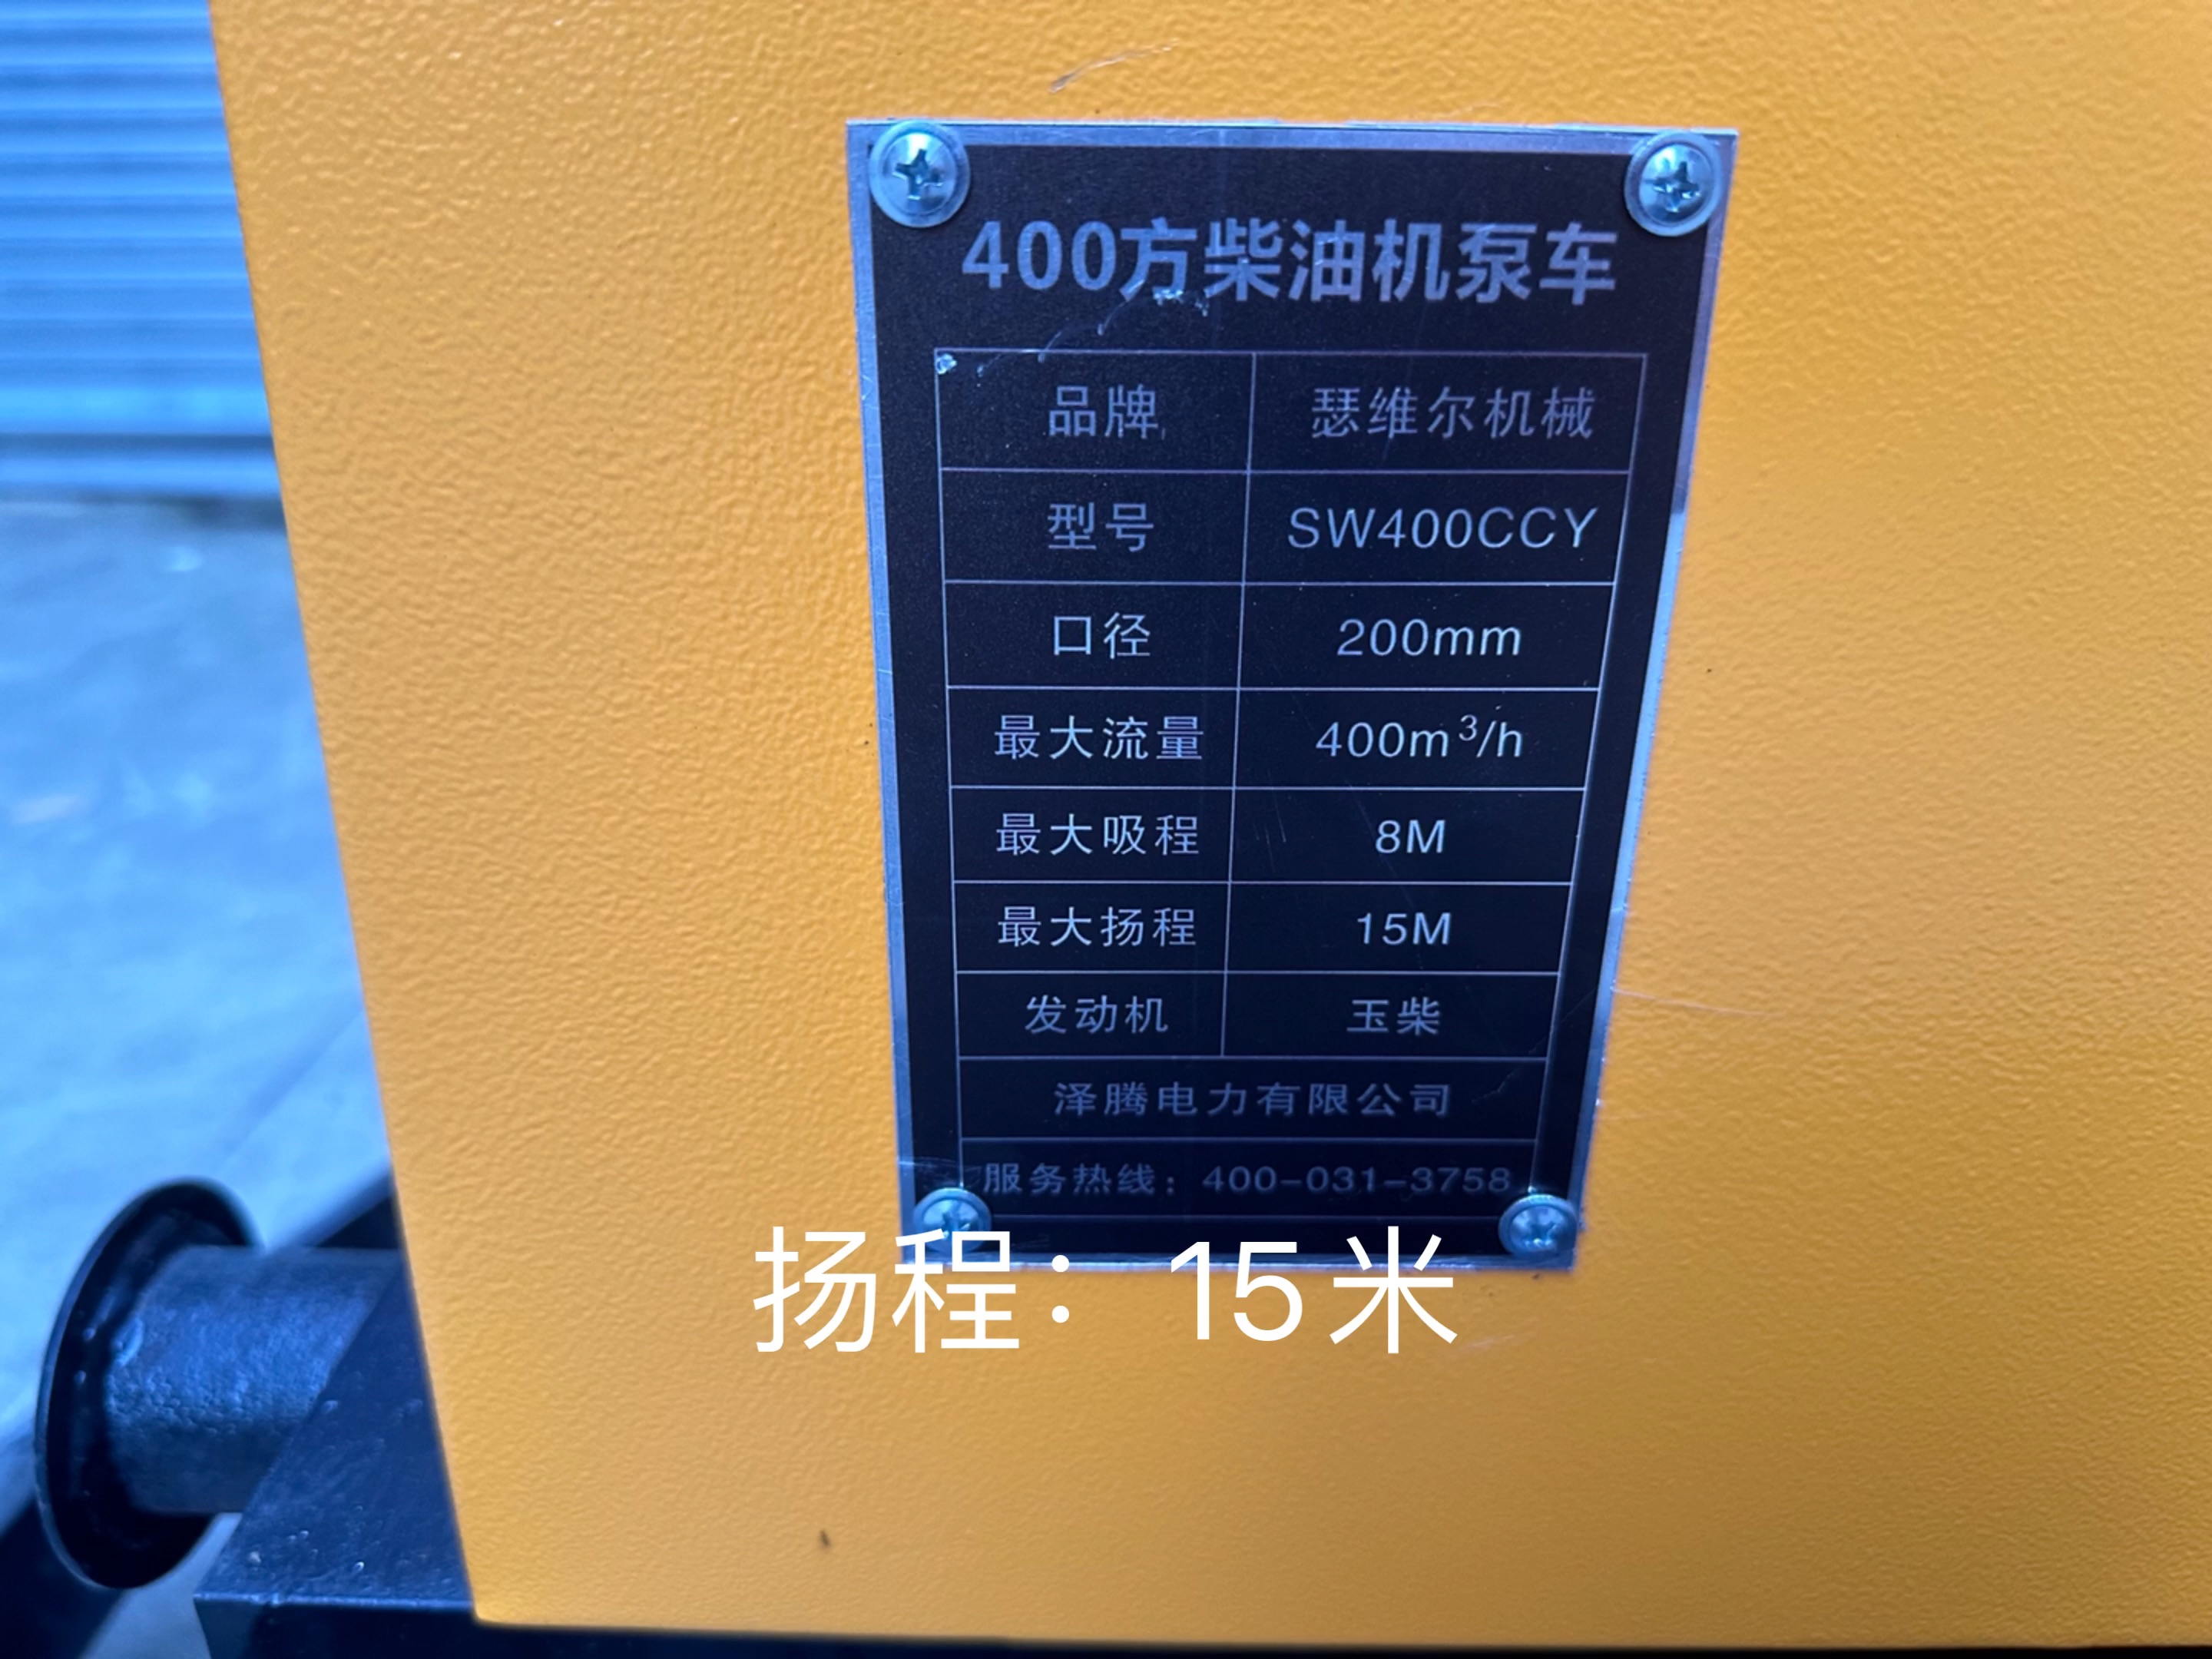 400方柴油机泵车
品牌 瑟维尔机械
型号 SW400CCY
口径 200mm
最大流量 400m³/h
最大吸程 8M
最大扬程 15M
发动机 玉柴
泽腾电力有限公司
服务热线：400-031-3758
扬程：15米